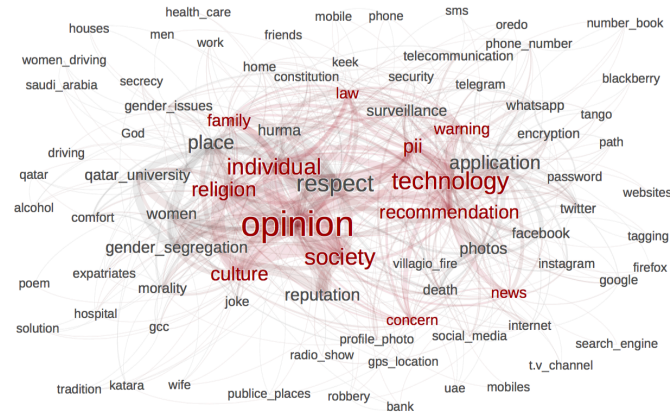 health_care
mobile
phone
sms
oredo
number_book
houses
men
friends
work
phone_number
women_driving
home
keek
telecommunication
saudi_arabia
secrecy
constitution
security
telegram
blackberry
law
gender_issues
surveillance
whatsapp
family
tango
God
hurma
warning
encryption
place
pii
path
driving
individual
application
qatar
qatar_university
respect
technology
password
religion
websites
alcohol
comfort
women
recommendation
twitter
opinion
facebook
tagging
gender_segregation
society
photos
villagio_fire
instagram
firefox
expatriates
culture
google
poem
morality
reputation
death
news
joke
hospital
solution
gcc
concern
internet
profile_photo
social_media
search_engine
radio_show
gps_location
t.v_channel
tradition
katara
wife
publice_places
robbery
uae
mobiles
bank